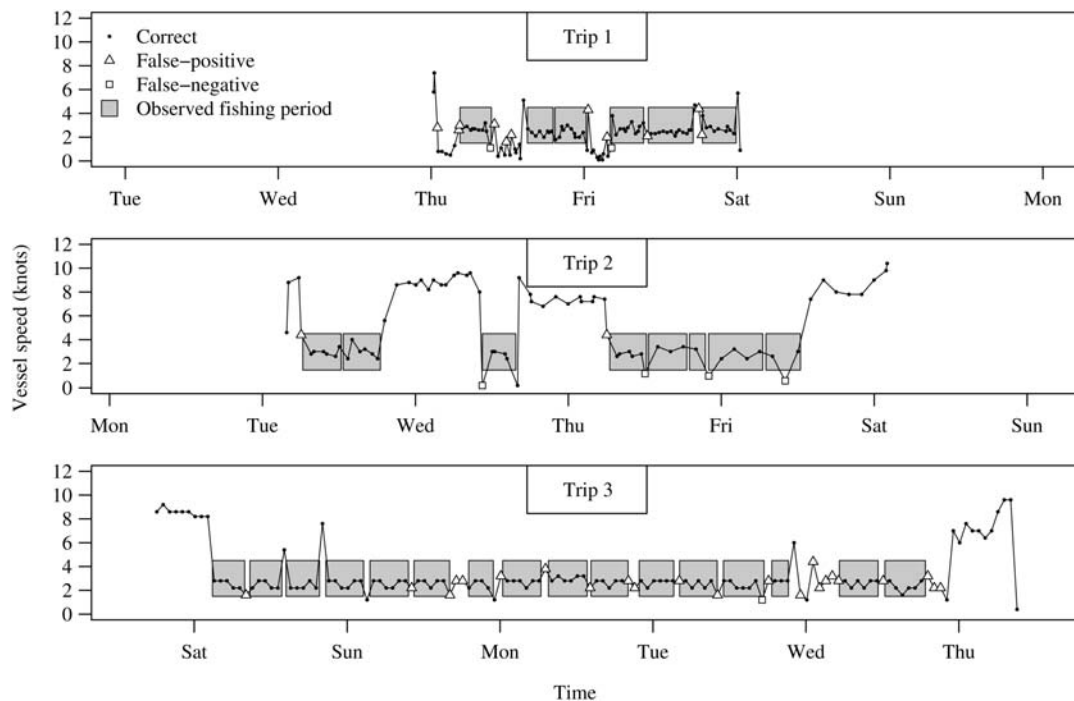 Trip 1
12
10
8
6
4
2
0
Correct
False−positive
False−negative
Observed fishing period
Tue Wed Thu Fri Sat Sun Mon
Trip 2
12
10
8
6
4
2
0
Mon Tue Wed Thu Fri Sat Sun
Vessel speed (knots)
Trip 3
12
10
8
6
4
2
0
Sat Sun Mon Tue Wed Thu
Time